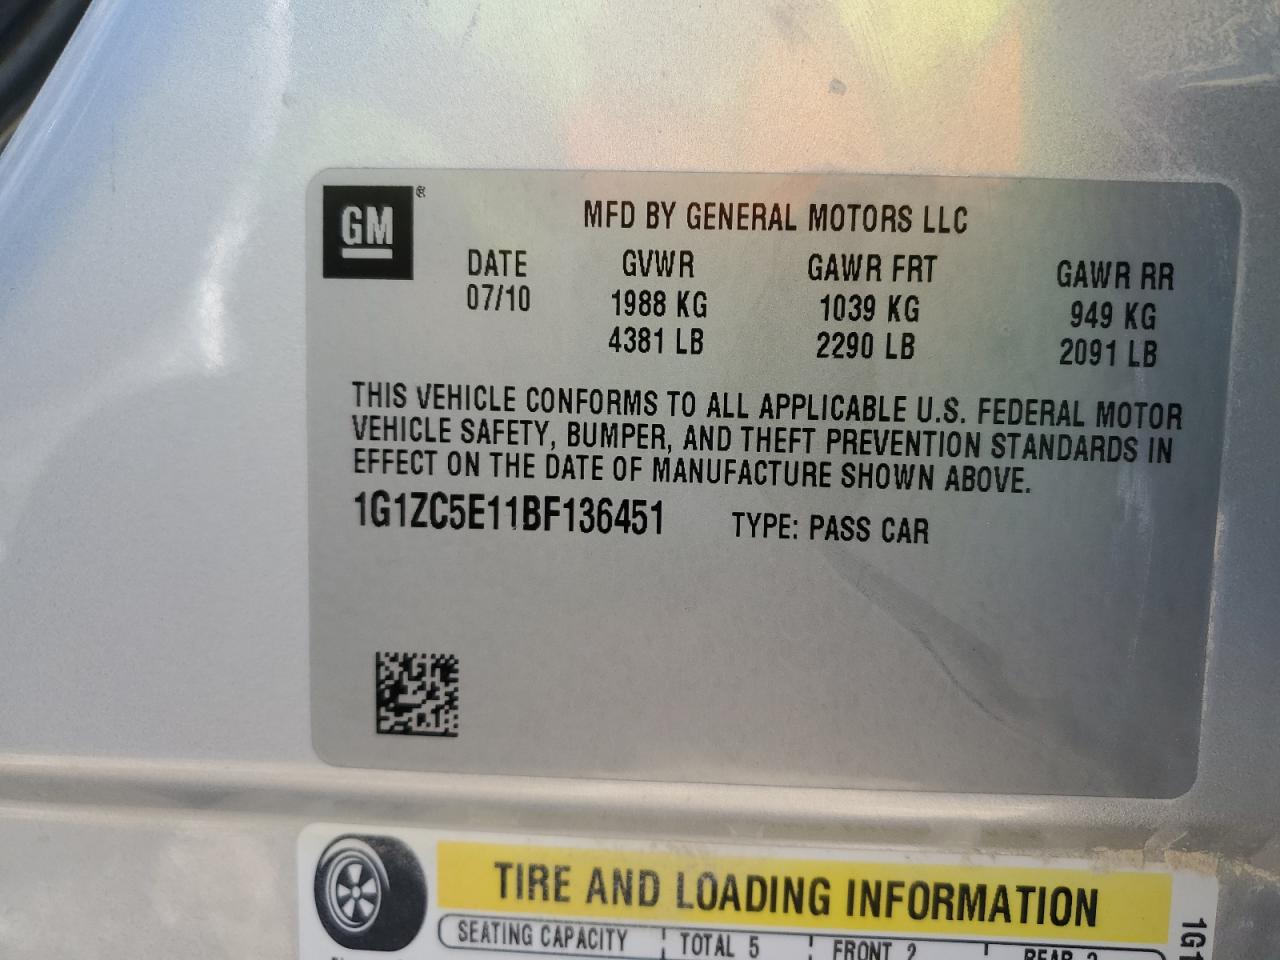 GM ®
MFD BY GENERAL MOTORS LLC
DATE GVWR GAWR FRT GAWR RR
07/10 1988 KG 1039 KG 949 KG
4381 LB 2290 LB 2091 LB
THIS VEHICLE CONFORMS TO ALL APPLICABLE U.S. FEDERAL MOTOR
VEHICLE SAFETY, BUMPER, AND THEFT PREVENTION STANDARDS IN
EFFECT ON THE DATE OF MANUFACTURE SHOWN ABOVE.
1G1ZC5E11BF136451 TYPE: PASS CAR
TIRE AND LOADING INFORMATION
SEATING CAPACITY TOTAL 5 FRONT 2 REAR
1G1